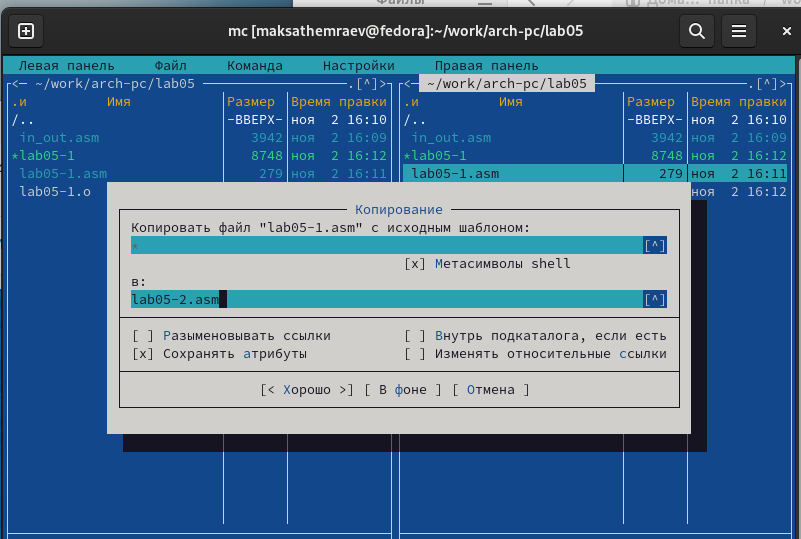 Файлы
Дома... папка / wo
mc [maksathemraev@fedora]:~/work/arch-pc/lab05
Левая панель Файл Команда Настройки Правая панель
<— ~/work/arch-pc/lab05 .[^]> <— ~/work/arch-pc/lab05 .[^]>
.и Имя Размер Время правки .и Имя Размер Время правки
/.. -ВВЕРХ- ноя 2 16:10 /.. -ВВЕРХ- ноя 2 16:10
in_out.asm 3942 ноя 2 16:09 in_out.asm 3942 ноя 2 16:09
*lab05-1 8748 ноя 2 16:12 *lab05-1 8748 ноя 2 16:12
lab05-1.asm 279 ноя 2 16:11 lab05-1.asm 279 ноя 2 16:11
lab05-1.o ноя 2 16:12
Копирование
Копировать файл "lab05-1.asm" с исходным шаблоном:
* [^]
[x] Метасимволы shell
в:
lab05-2.asm [^]
[ ] Разыменовывать ссылки [ ] Внутрь подкаталога, если есть
[x] Сохранять атрибуты [ ] Изменять относительные ссылки
[< Хорошо >] [ В фоне ] [ Отмена ]